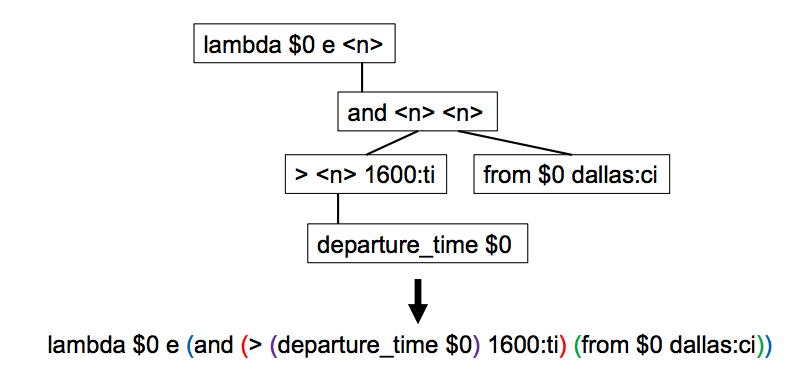 lambda $0 e <n>
and <n> <n>
> <n> 1600:ti
from $0 dallas:ci
departure_time $0
lambda $0 e (and (> (departure_time $0) 1600:ti) (from $0 dallas:ci))